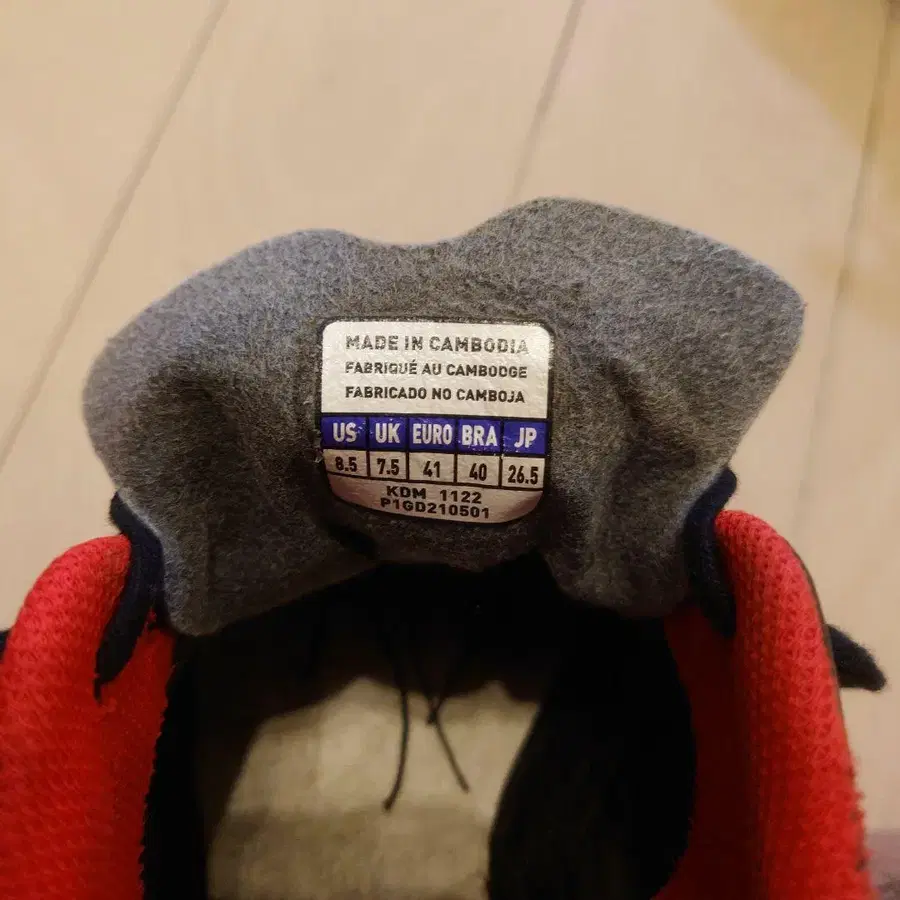 MADE IN CAMBODIA
FABRIQUÉ AU CAMBODGE
FABRICADO NO CAMBOJA
US UK EURO BRA JP
8.5 7.5 41 40 26.5
KDM 1122
P1GD210501